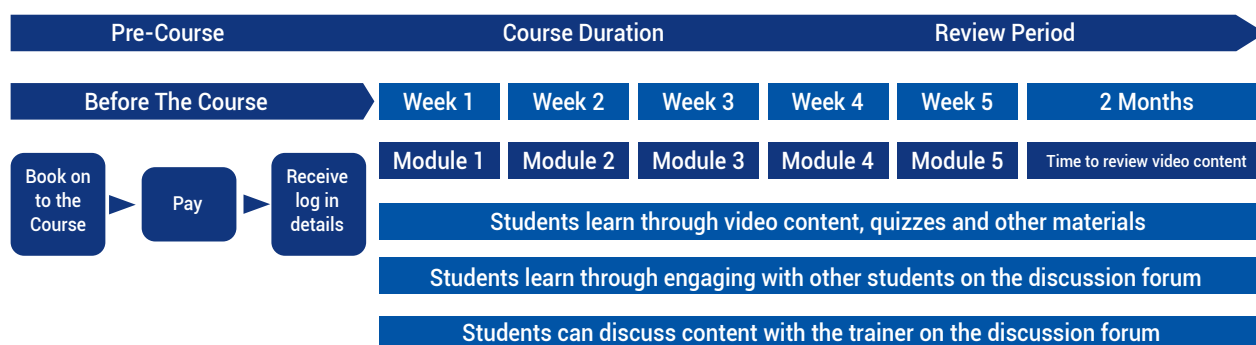 Pre-Course
Course Duration
Review Period
Before The Course
Week 1
Week 2
Week 3
Week 4
Week 5
2 Months
Book on
to the
Course
Pay
Receive
log in
details
Module 1
Module 2
Module 3
Module 4
Module 5
Time to review video content
Students learn through video content, quizzes and other materials
Students learn through engaging with other students on the discussion forum
Students can discuss content with the trainer on the discussion forum